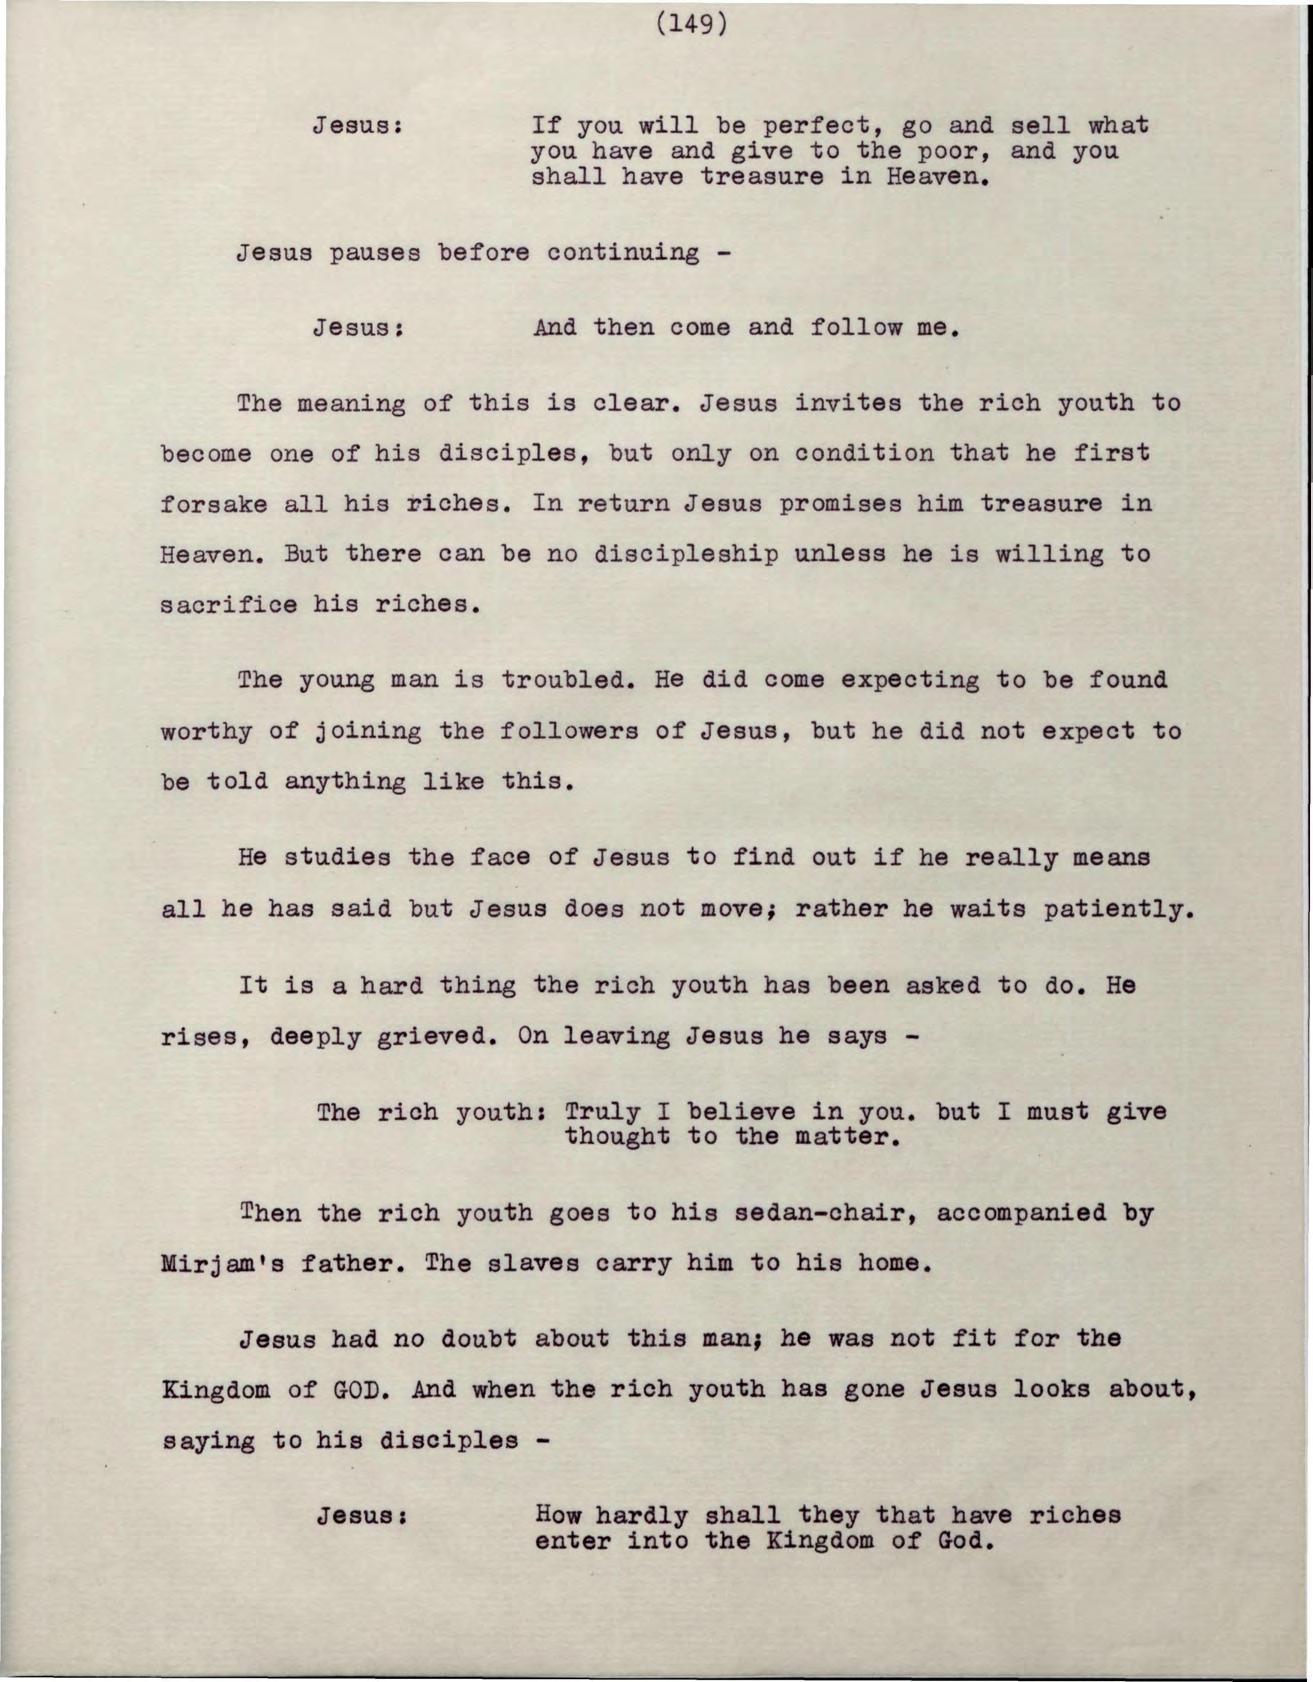 (149)
Jesus: If you will be perfect, go and sell what
you have and give to the poor, and you
shall have treasure in Heaven.
Jesus pauses before continuing -
Jesus: And then come and follow me.
The meaning of this is clear. Jesus invites the rich youth to
become one of his disciples, but only on condition that he first
forsake all his riches. In return Jesus promises him treasure in
Heaven. But there can be no discipleship unless he is willing to
sacrifice his riches.
The young man is troubled. He did come expecting to be found
worthy of joining the followers of Jesus, but he did not expect to
be told anything like this.
He studies the face of Jesus to find out if he really means
all he has said but Jesus does not move; rather he waits patiently.
It is a hard thing the rich youth has been asked to do. He
rises, deeply grieved. On leaving Jesus he says -
The rich youth: Truly I believe in you. but I must give
thought to the matter.
Then the rich youth goes to his sedan-chair, accompanied by
Mirjam's father. The slaves carry him to his home.
Jesus had no doubt about this man; he was not fit for the
Kingdom of GOD. And when the rich youth has gone Jesus looks about,
saying to his disciples -
Jesus: How hardly shall they that have riches
enter into the Kingdom of God.